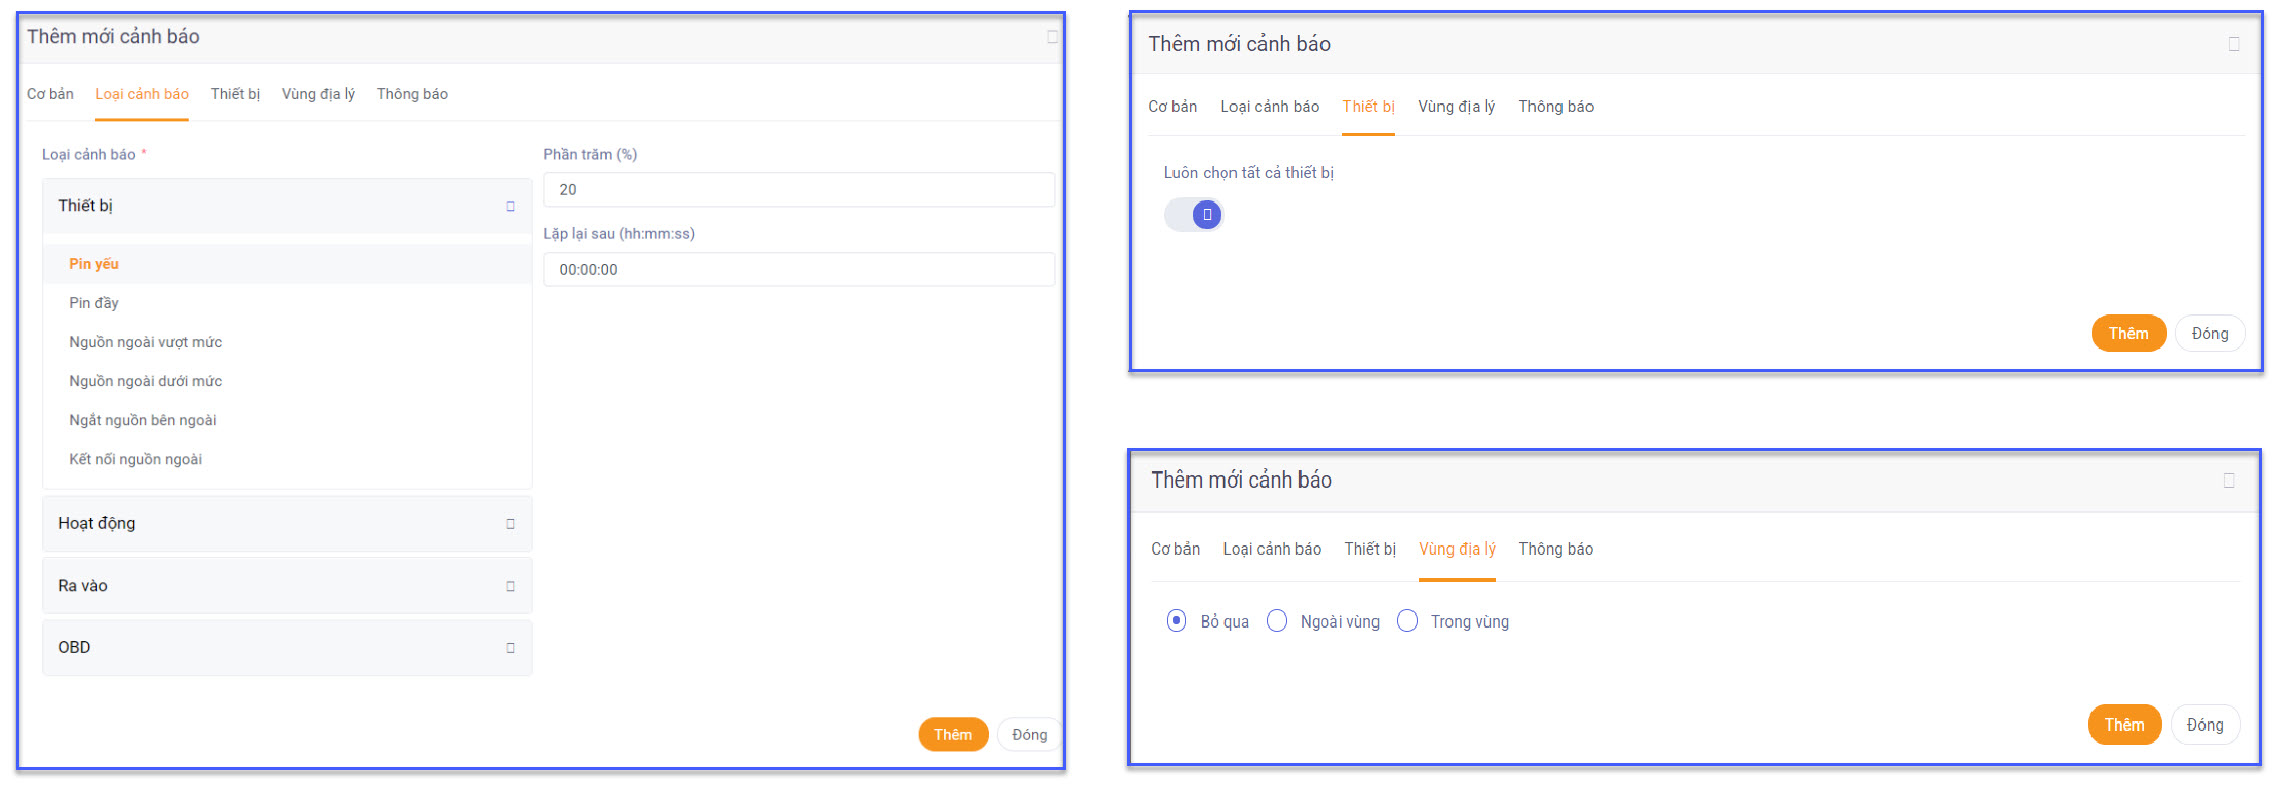 Thêm mới cảnh báo
Cơ bản Loại cảnh báo Thiết bị Vùng địa lý Thông báo
Loại cảnh báo *
Thiết bị
Pin yếu
Pin đầy
Nguồn ngoài vượt mức
Nguồn ngoài dưới mức
Ngắt nguồn bên ngoài
Kết nối nguồn ngoài
Hoạt động
Ra vào
OBD
Phần trăm (%)
20
Lặp lại sau (hh:mm:ss)
00:00:00
Thêm Đóng
Thêm mới cảnh báo
Cơ bản Loại cảnh báo Thiết bị Vùng địa lý Thông báo
Luôn chọn tất cả thiết bị
Thêm Đóng
Thêm mới cảnh báo
Cơ bản Loại cảnh báo Thiết bị Vùng địa lý Thông báo
Bỏ qua Ngoài vùng Trong vùng
Thêm Đóng